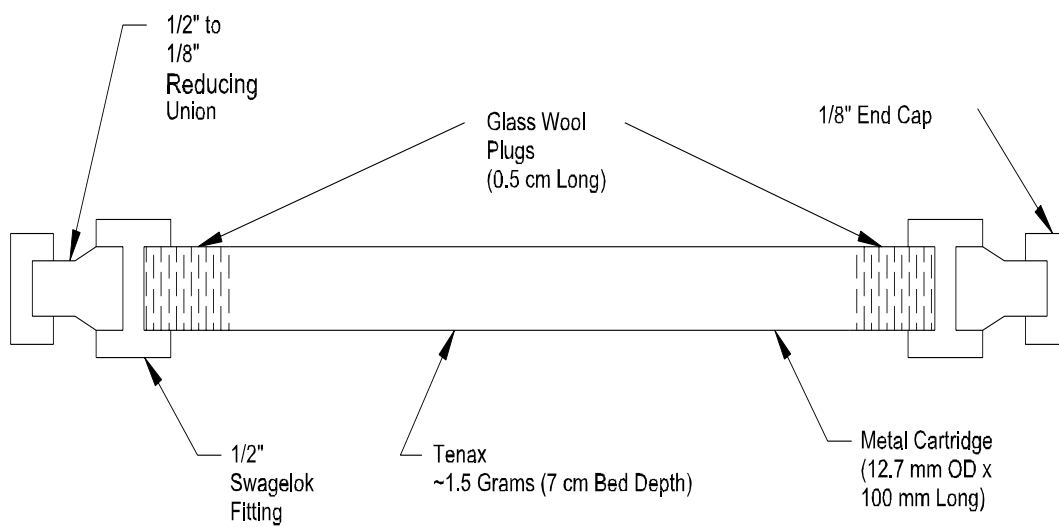 1/2" to
1/8"
Reducing
Union
Glass Wool
Plugs
(0.5 cm Long)
1/8" End Cap
1/2"
Swagelok
Fitting
Tenax
~1.5 Grams (7 cm Bed Depth)
Metal Cartridge
(12.7 mm OD x
100 mm Long)